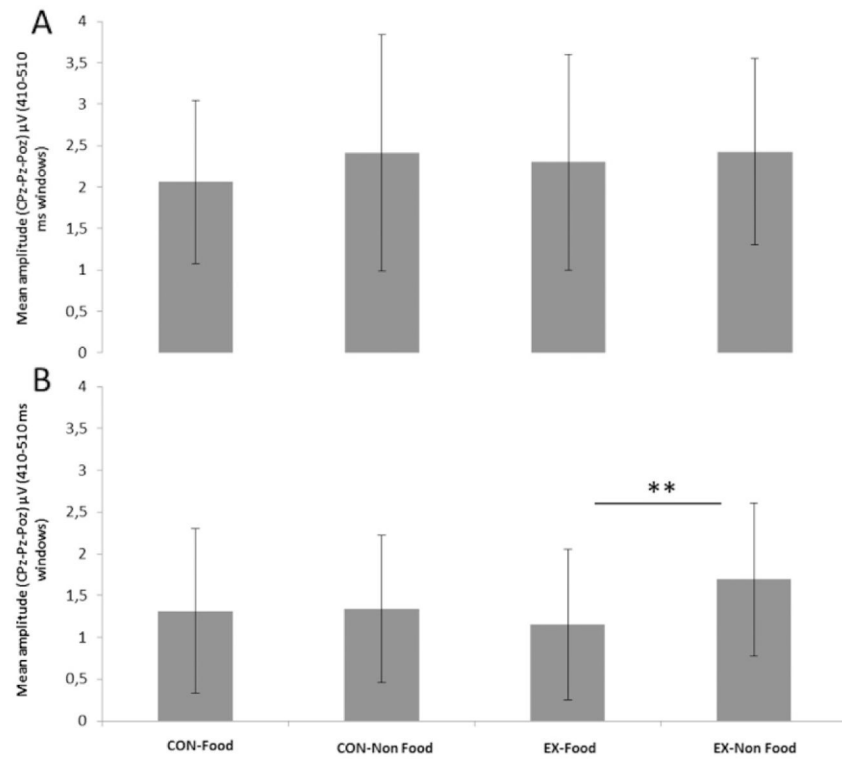 A
Mean amplitude (CPz-Pz-Poz) µV (410-510
ms windows)
4
3,5
3
2,5
2
1,5
1
0,5
0
B
Mean amplitude (CPz-Pz-Poz) µV (410-510 ms
windows)
4
3,5
3
2,5
2
1,5
1
0,5
0
**
CON-Food CON-Non Food EX-Food EX-Non Food